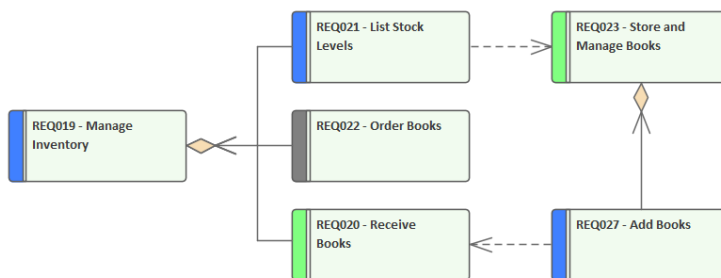 REQ021 - List Stock
Levels
REQ023 - Store and
Manage Books
REQ019 - Manage
Inventory
REQ022 - Order Books
REQ020 - Receive
Books
REQ027 - Add Books